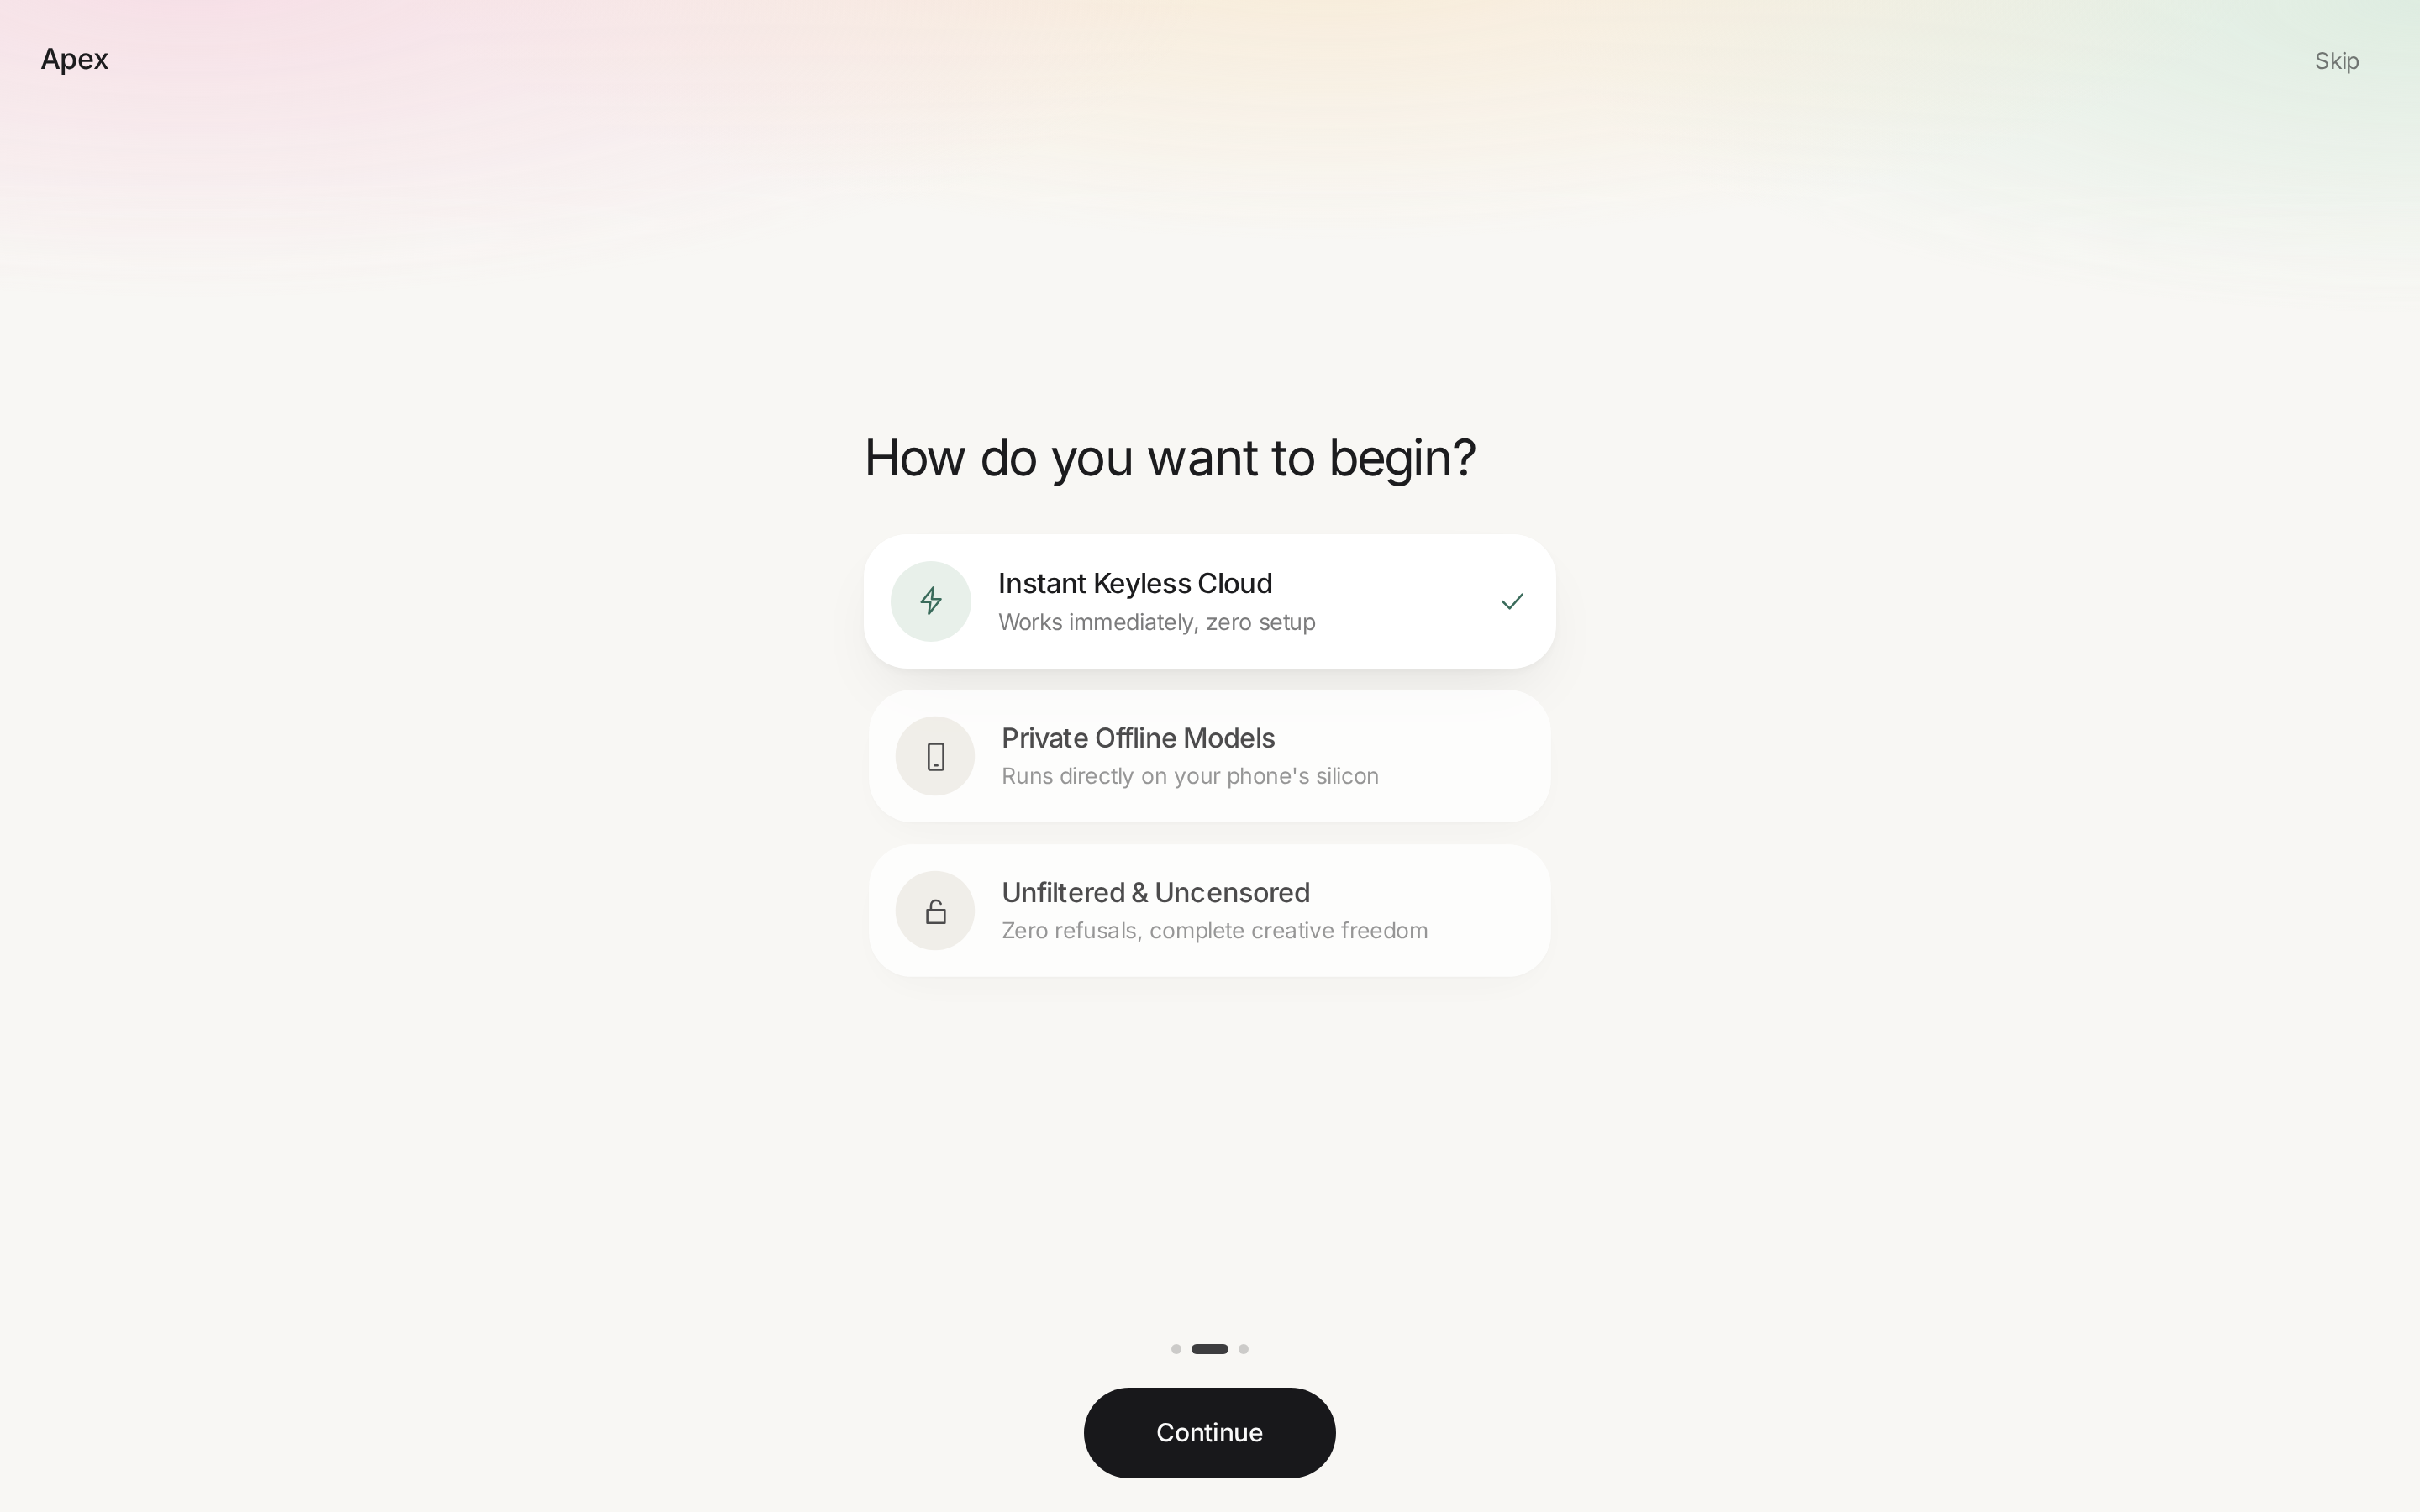 Apex
Skip
How do you want to begin?
Instant Keyless Cloud
Works immediately, zero setup
Private Offline Models
Runs directly on your phone's silicon
Unfiltered & Uncensored
Zero refusals, complete creative freedom
Continue